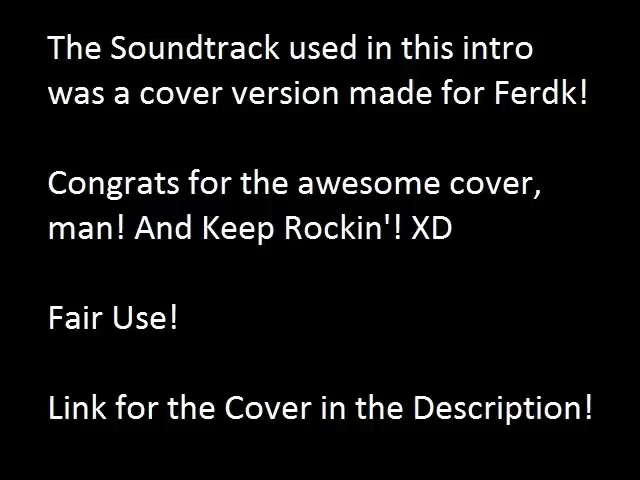 The Soundtrack used in this intro
was a cover version made for Ferdk!
Congrats for the awesome cover,
man! And Keep Rockin'! XD
Fair Use!
Link for the Cover in the Description!